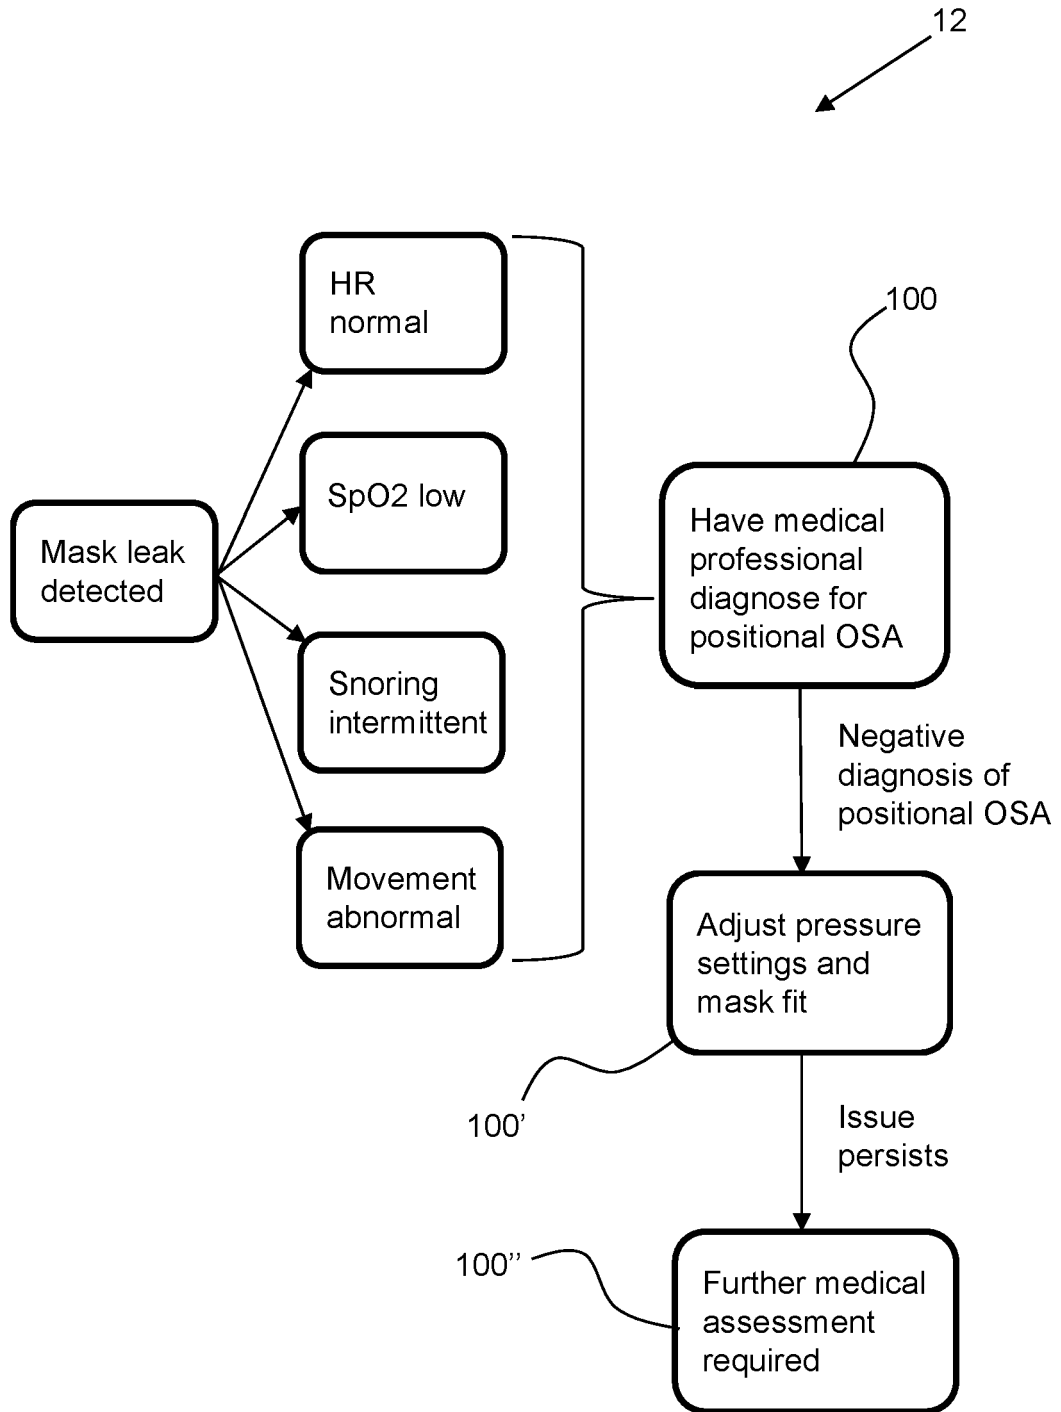 12
HR
normal
100
SpO2 low
Have medical
professional
diagnose for
positional OSA
Mask leak
detected
Snoring
intermittent
Negative
diagnosis of
positional OSA
Movement
abnormal
Adjust pressure
settings and
mask fit
100’
Issue
persists
100’’
Further medical
assessment
required